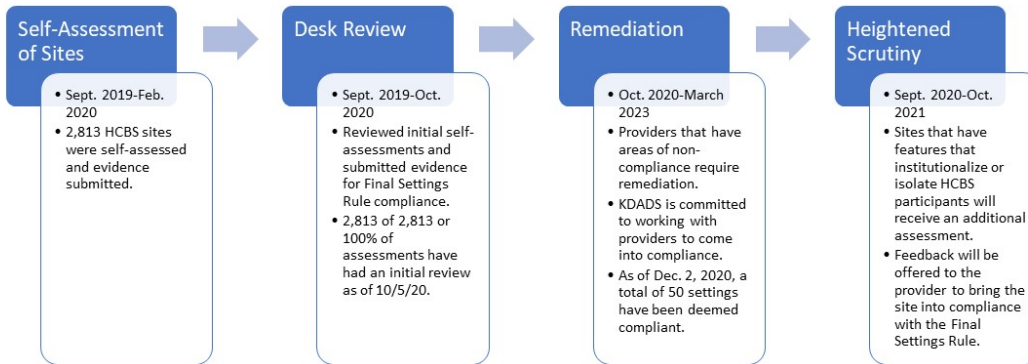 Self-Assessment
of Sites
• Sept. 2019-Feb.
2020
• 2,813 HCBS sites
were self-assessed
and evidence
submitted.
Desk Review
• Sept. 2019-Oct.
2020
• Reviewed initial self-
assessments and
submitted evidence
for Final Settings
Rule compliance.
• 2,813 of 2,813 or
100% of
assessments have
had an initial review
as of 10/5/20.
Remediation
• Oct. 2020-March
2023
• Providers that have
areas of non-
compliance require
remediation.
• KDADS is committed
to working with
providers to come
into compliance.
• As of Dec. 2, 2020, a
total of 50 settings
have been deemed
compliant.
Heightened
Scrutiny
• Sept. 2020-Oct.
2021
• Sites that have
features that
institutionalize or
isolate HCBS
participants will
receive an additional
assessment.
• Feedback will be
offered to the
provider to bring the
site into compliance
with the Final
Settings Rule.